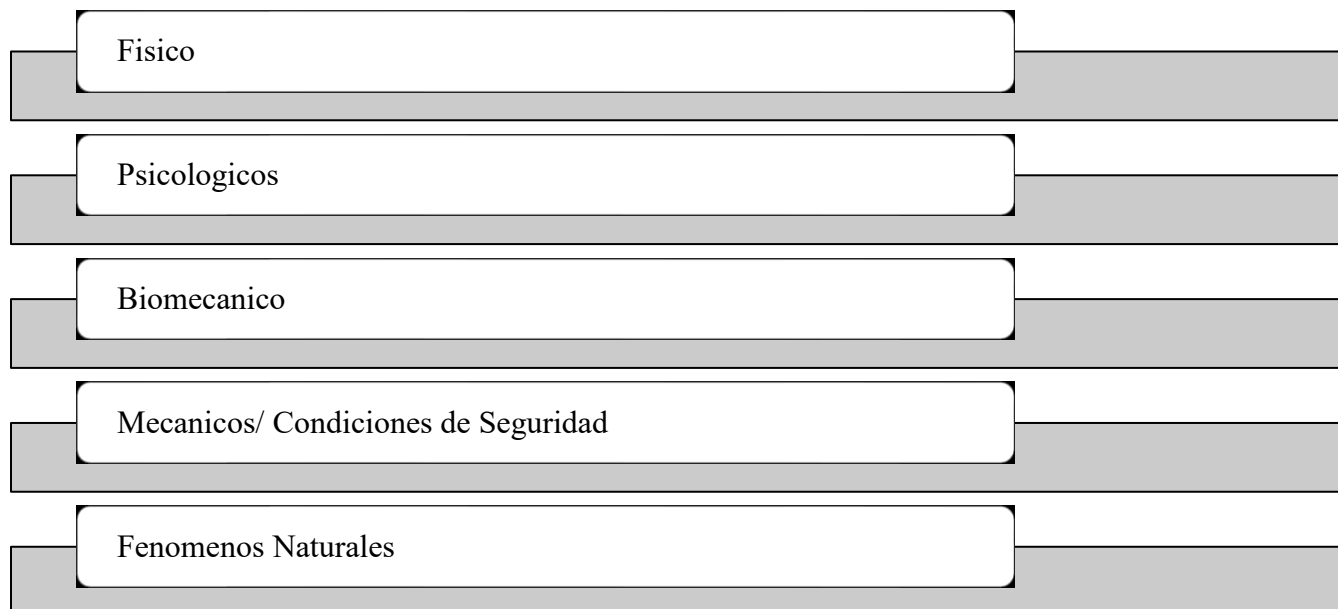 Fisico
Psicologicos
Biomecanico
Mecanicos/ Condiciones de Seguridad
Fenomenos Naturales